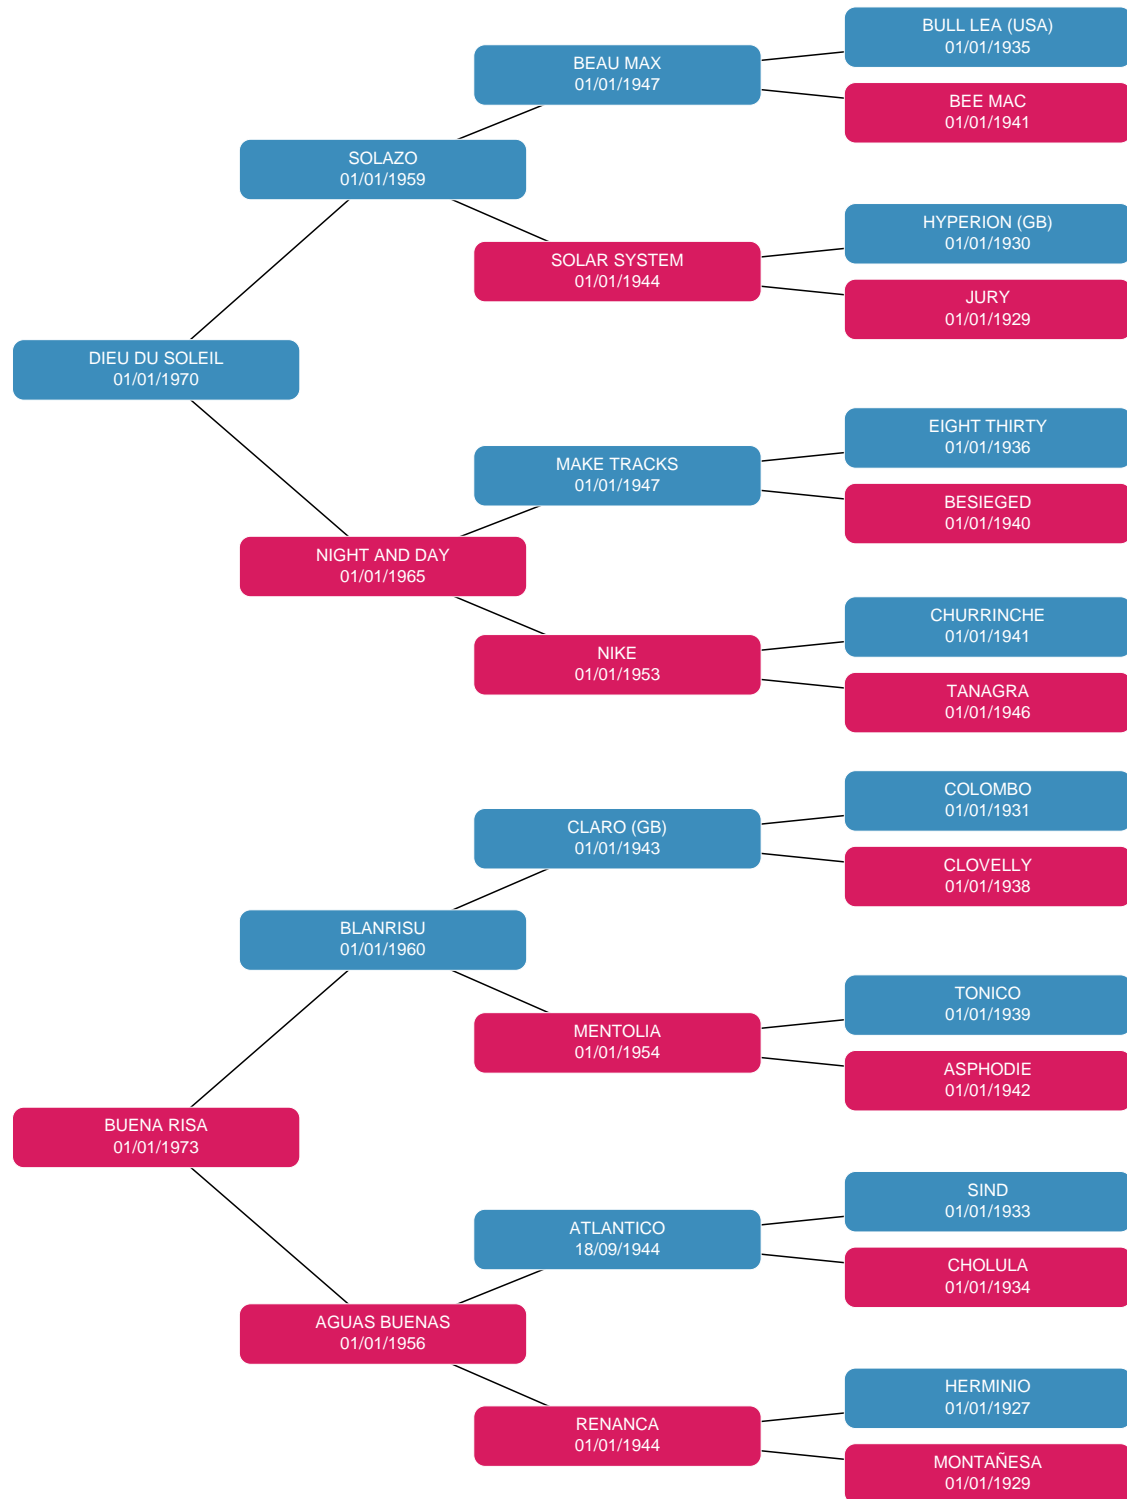 BULL LEA (USA)
01/01/1935
BEAU MAX
01/01/1947
BEE MAC
01/01/1941
SOLAZO
01/01/1959
HYPERION (GB)
01/01/1930
SOLAR SYSTEM
01/01/1944
JURY
01/01/1929
DIEU DU SOLEIL
01/01/1970
EIGHT THIRTY
01/01/1936
MAKE TRACKS
01/01/1947
BESIEGED
01/01/1940
NIGHT AND DAY
01/01/1965
CHURRINCHE
01/01/1941
NIKE
01/01/1953
TANAGRA
01/01/1946
COLOMBO
01/01/1931
CLARO (GB)
01/01/1943
CLOVELLY
01/01/1938
BLANRISU
01/01/1960
TONICO
01/01/1939
MENTOLIA
01/01/1954
ASPHODIE
01/01/1942
BUENA RISA
01/01/1973
SIND
01/01/1933
ATLANTICO
18/09/1944
CHOLULA
01/01/1934
AGUAS BUENAS
01/01/1956
HERMINIO
01/01/1927
RENANCA
01/01/1944
MONTAÑESA
01/01/1929